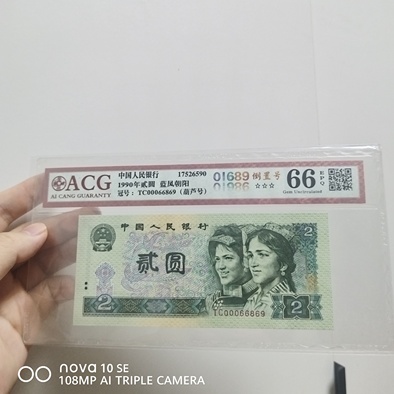 ACG
AI CANG GUARANTY
中国人民银行 17526590
1990年贰圆 蓝凤朝阳
冠号: TC00066869 (葫芦号)
01689 倒置号
01986 ☆☆☆
66 EPQ
Gem Uncirculated
中国人民银行
贰圆
2
2
TC00066869
nova 10 SE
108MP AI TRIPLE CAMERA